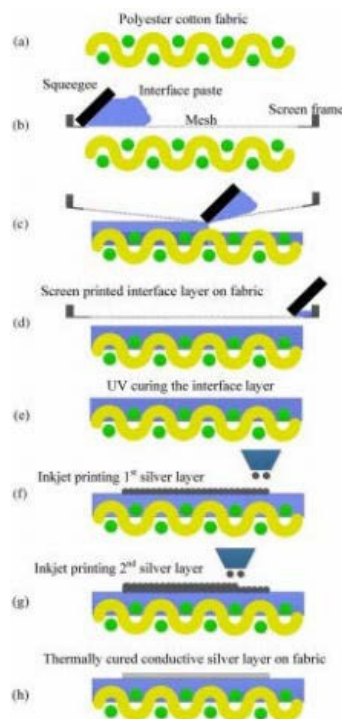 Polyester cotton fabric
(a)
Squeegee
Interface paste
Screen frame
(b)
Mesh
(c)
Screen printed interface layer on fabric
(d)
UV curing the interface layer
(e)
Inkjet printing 1st silver layer
(f)
Inkjet printing 2nd silver layer
(g)
Thermally cured conductive silver layer on fabric
(h)